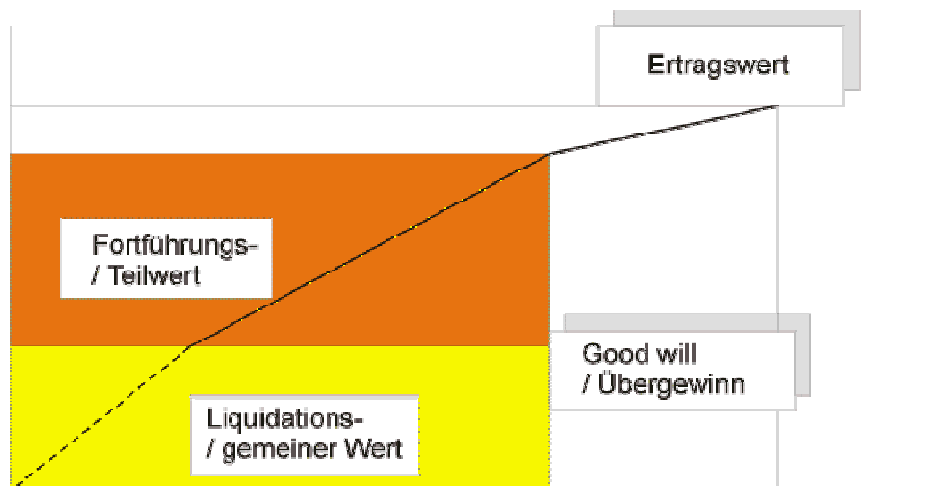 Ertragswert
Fortführungs-
/ Teilwert
Good will
/ Übergewinn
Liquidations-
/ gemeiner Wert